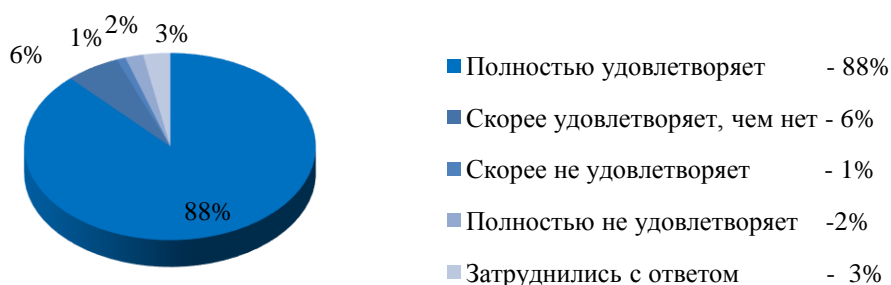 2%
3%
1%
6%
88%
Полностью удовлетворяет - 88%
Скорее удовлетворяет, чем нет - 6%
Скорее не удовлетворяет - 1%
Полностью не удовлетворяет -2%
Затруднились с ответом - 3%